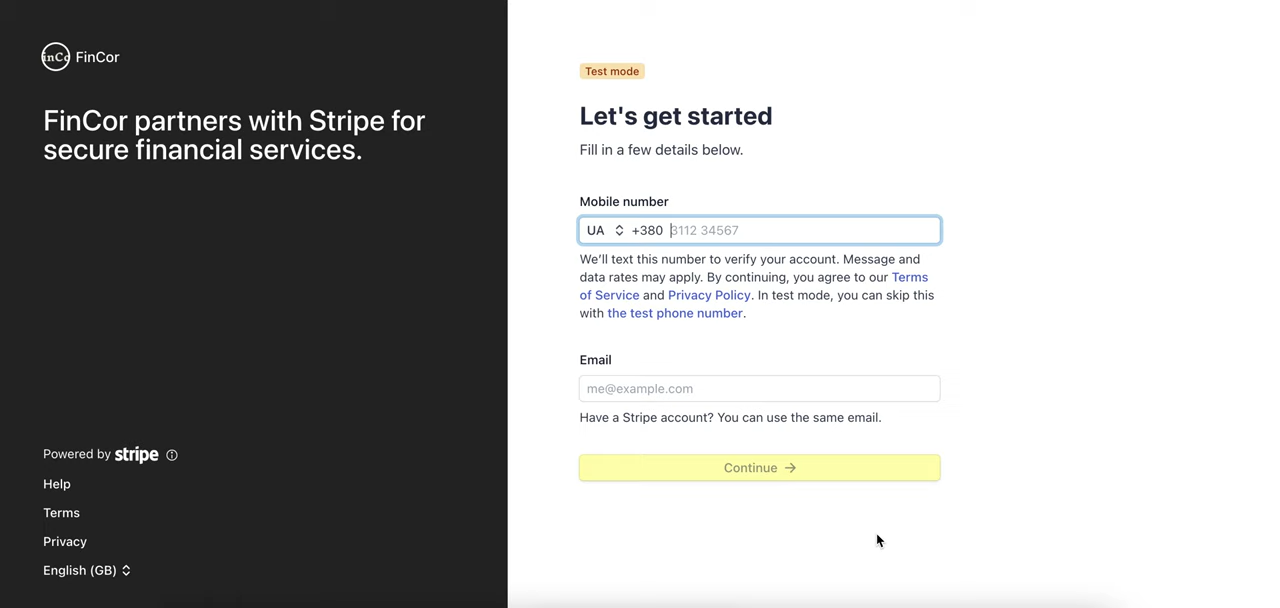 inCo FinCor
FinCor partners with Stripe for
secure financial services.
Powered by stripe
Help
Terms
Privacy
English (GB)
Test mode
Let's get started
Fill in a few details below.
Mobile number
UA +380 3112 34567
We'll text this number to verify your account. Message and
data rates may apply. By continuing, you agree to our Terms
of Service and Privacy Policy. In test mode, you can skip this
with the test phone number.
Email
me@example.com
Have a Stripe account? You can use the same email.
Continue →